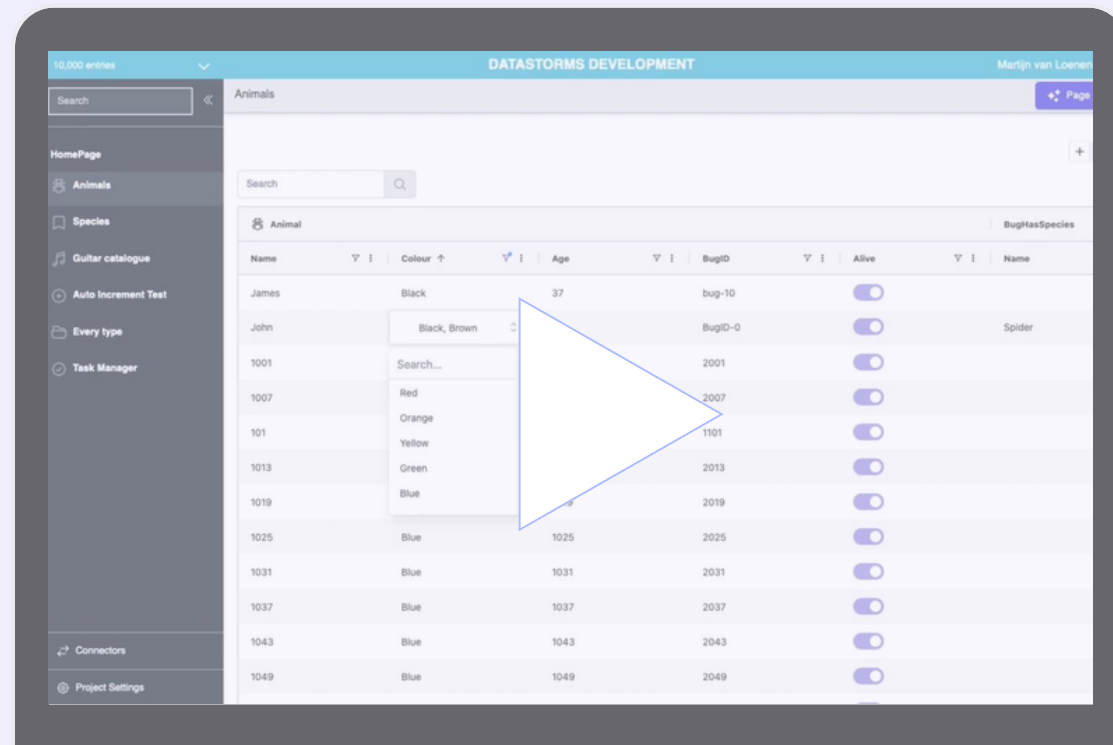 10,000 entries DATASTORMS DEVELOPMENT Martijn van Loenen
Search Animals Page
HomePage
Animals Search
Species Animal BugHasSpecies
Guitar catalogue Name Colour Age BugID Alive Name
Auto Increment Test James Black 37 bug-10
Every type John Black, Brown BugID-0 Spider
Task Manager 1001 Search... 2001
1007 Red 2007
Orange
101 Yellow 1101
1013 Green 2013
1019 Blue 2019
1025 Blue 1025 2025
1031 Blue 1031 2031
1037 Blue 1037 2037
Connectors 1043 Blue 1043 2043
Project Settings 1049 Blue 1049 2049